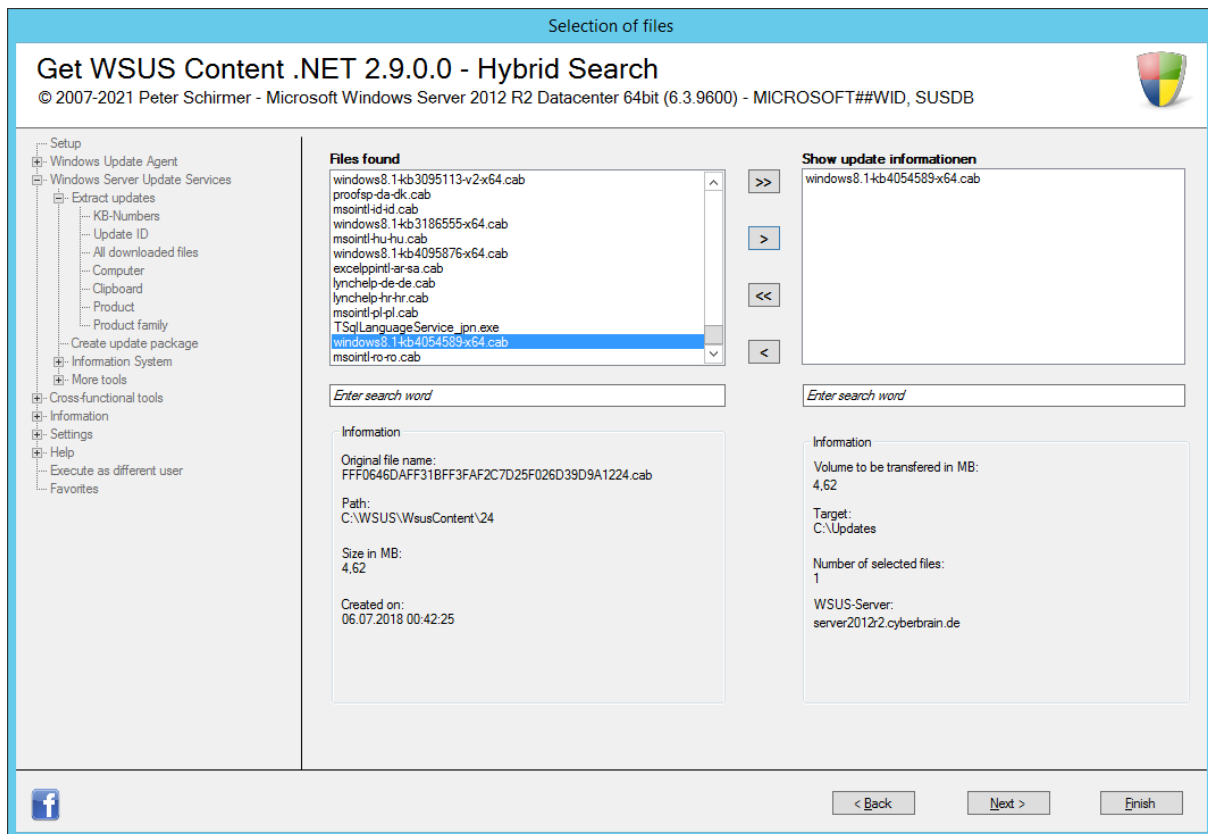 Selection of files
Get WSUS Content .NET 2.9.0.0 - Hybrid Search
© 2007-2021 Peter Schirmer - Microsoft Windows Server 2012 R2 Datacenter 64bit (6.3.9600) - MICROSOFT##WID, SUSDB
Setup
Windows Update Agent
Windows Server Update Services
Extract updates
KB-Numbers
Update ID
All downloaded files
Computer
Clipboard
Product
Product family
Create update package
Information System
More tools
Cross-functional tools
Information
Settings
Help
Execute as different user
Favorites
Files found
windows8.1-kb3095113-v2-x64.cab
proofsp-da-dk.cab
msointl-id-id.cab
windows8.1-kb3186555-x64.cab
msointl-hu-hu.cab
windows8.1-kb4095876-x64.cab
excelppintl-ar-sa.cab
lynchelp-de-de.cab
lynchelp-hr-hr.cab
msointl-pl-pl.cab
TSqlLanguageService_jpn.exe
windows8.1-kb4054589-x64.cab
msointl-ro-ro.cab
Enter search word
Information
Original file name:
FFF0646DAFF31BFF3FAF2C7D25F026D39D9A1224.cab
Path:
C:\WSUS\WsusContent\24
Size in MB:
4,62
Created on:
06.07.2018 00:42:25
>>
>
<<
<
Show update informationen
windows8.1-kb4054589-x64.cab
Enter search word
Information
Volume to be transfered in MB:
4,62
Target:
C:\Updates
Number of selected files:
1
WSUS-Server:
server2012r2.cyberbrain.de
f
< Back
Next >
Finish